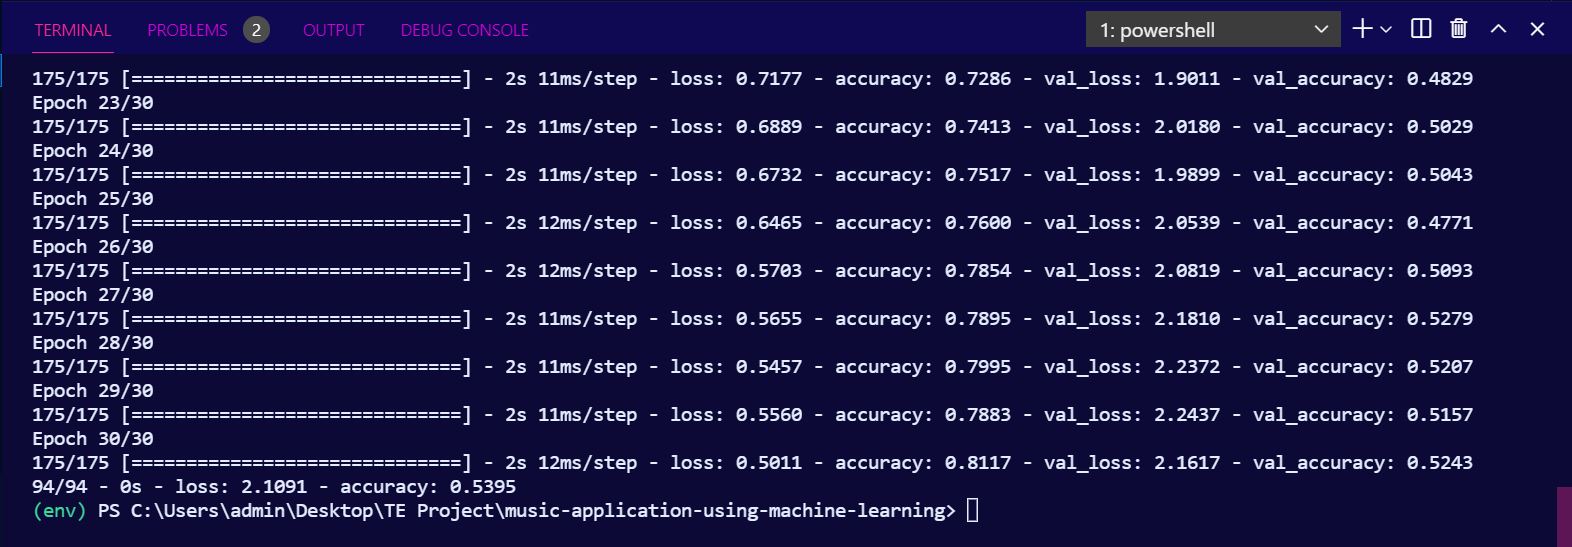 TERMINAL PROBLEMS 2 OUTPUT DEBUG CONSOLE 1: powershell
175/175 [==============================] - 2s 11ms/step - loss: 0.7177 - accuracy: 0.7286 - val_loss: 1.9011 - val_accuracy: 0.4829
Epoch 23/30
175/175 [==============================] - 2s 11ms/step - loss: 0.6889 - accuracy: 0.7413 - val_loss: 2.0180 - val_accuracy: 0.5029
Epoch 24/30
175/175 [==============================] - 2s 11ms/step - loss: 0.6732 - accuracy: 0.7517 - val_loss: 1.9899 - val_accuracy: 0.5043
Epoch 25/30
175/175 [==============================] - 2s 12ms/step - loss: 0.6465 - accuracy: 0.7600 - val_loss: 2.0539 - val_accuracy: 0.4771
Epoch 26/30
175/175 [==============================] - 2s 12ms/step - loss: 0.5703 - accuracy: 0.7854 - val_loss: 2.0819 - val_accuracy: 0.5093
Epoch 27/30
175/175 [==============================] - 2s 11ms/step - loss: 0.5655 - accuracy: 0.7895 - val_loss: 2.1810 - val_accuracy: 0.5279
Epoch 28/30
175/175 [==============================] - 2s 11ms/step - loss: 0.5457 - accuracy: 0.7995 - val_loss: 2.2372 - val_accuracy: 0.5207
Epoch 29/30
175/175 [==============================] - 2s 11ms/step - loss: 0.5560 - accuracy: 0.7883 - val_loss: 2.2437 - val_accuracy: 0.5157
Epoch 30/30
175/175 [==============================] - 2s 12ms/step - loss: 0.5011 - accuracy: 0.8117 - val_loss: 2.1617 - val_accuracy: 0.5243
94/94 - 0s - loss: 2.1091 - accuracy: 0.5395
(env) PS C:\Users\admin\Desktop\TE Project\music-application-using-machine-learning>